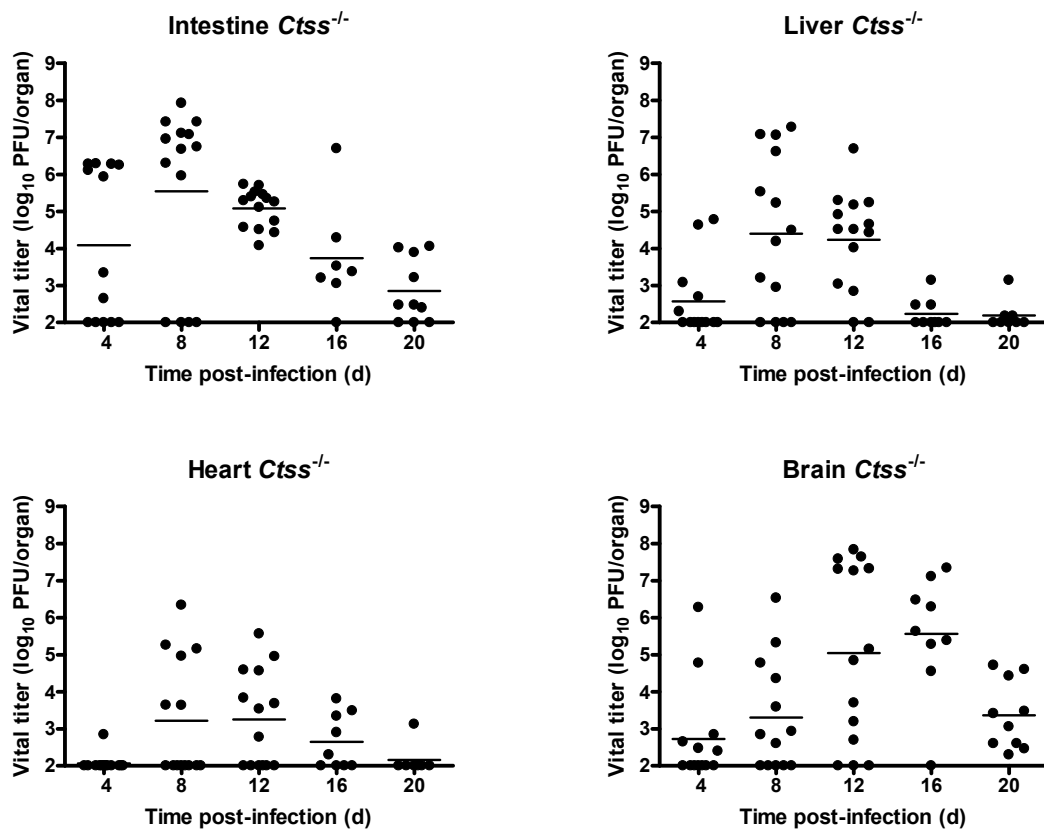 Intestine Ctss-/-
Vital titer (log10 PFU/organ)
9
8
7
6
5
4
3
2
4 8 12 16 20
Time post-infection (d)
Liver Ctss-/-
Vital titer (log10 PFU/organ)
9
8
7
6
5
4
3
2
4 8 12 16 20
Time post-infection (d)
Heart Ctss-/-
Vital titer (log10 PFU/organ)
9
8
7
6
5
4
3
2
4 8 12 16 20
Time post-infection (d)
Brain Ctss-/-
Vital titer (log10 PFU/organ)
9
8
7
6
5
4
3
2
4 8 12 16 20
Time post-infection (d)